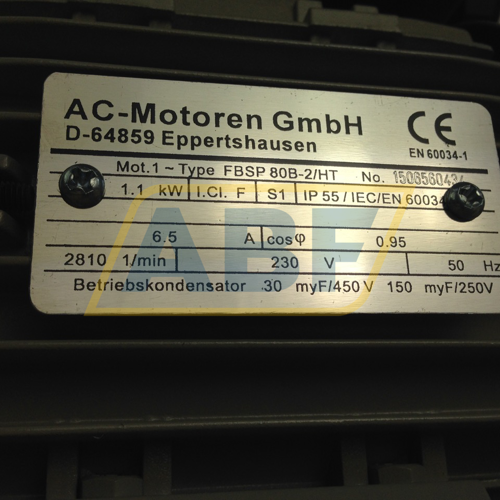 AC-Motoren GmbH
D-64859 Eppertshausen
CE
EN 60034-1
Mot.1 ~ Type FBSP 80B-2/HT No.
1.1 kW I.Cl. F S1 IP 55 / IEC/EN 60034
6.5 A cosφ 0.95
2810 1/min 230 V 50 Hz
Betriebskondensator 30 myF/450 V 150 myF/250V
ABF